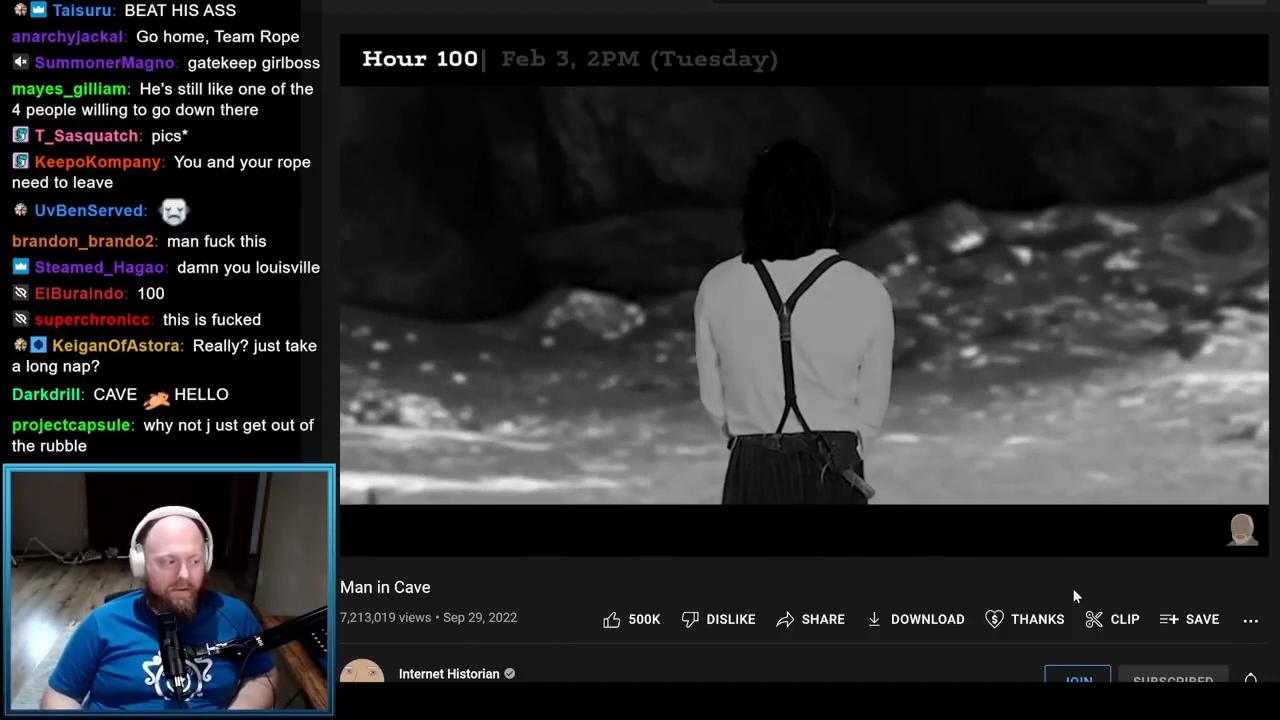 Taisuru: BEAT HIS ASS
anarchyjackal: Go home, Team Rope
SummonerMagno: gatekeep girlboss
mayes_gilliam: He's still like one of the
4 people willing to go down there
T_Sasquatch: pics*
KeepoKompany: You and your rope
need to leave
UvBenServed:
brandon_brando2: man fuck this
Steamed_Hagao: damn you louisville
ElBuraindo: 100
superchronicc: this is fucked
KeiganOfAstora: Really? just take
a long nap?
Darkdrill: CAVE HELLO
projectcapsule: why not j ust get out of
the rubble
Hour 100| Feb 3, 2PM (Tuesday)
Man in Cave
7,213,019 views • Sep 29, 2022
500K DISLIKE SHARE DOWNLOAD THANKS CLIP SAVE ...
Internet Historian
JOIN SUBSCRIBED